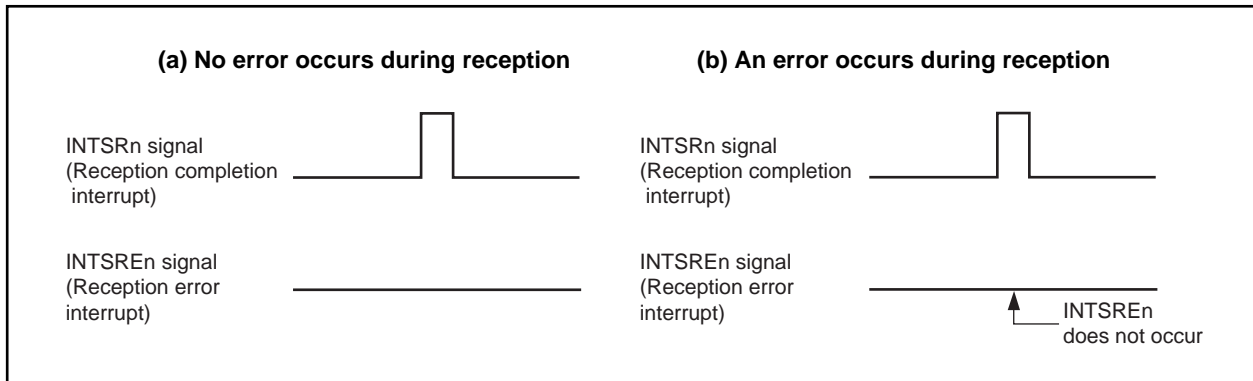 (a) No error occurs during reception
INTSRn signal
(Reception completion
interrupt)
INTSREn signal
(Reception error
interrupt)
(b) An error occurs during reception
INTSRn signal
(Reception completion
interrupt)
INTSREn signal
(Reception error
interrupt)
INTSREn
does not occur